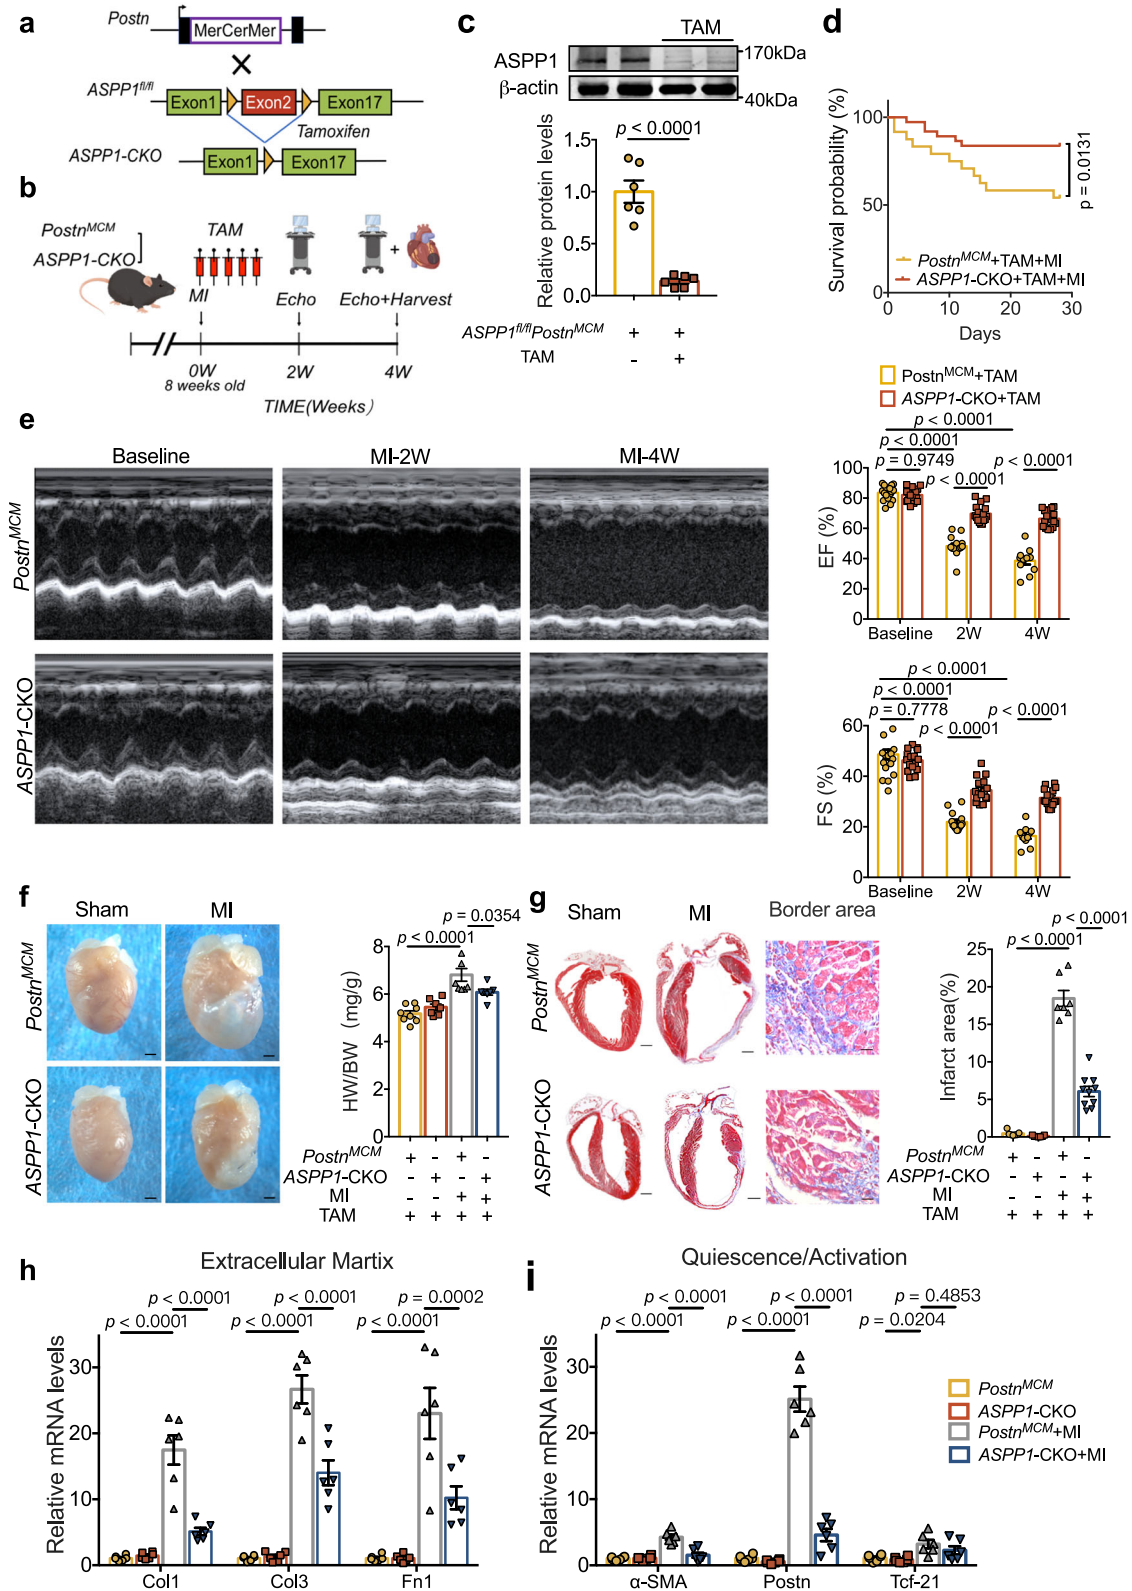 a
Postn
MerCerMer
ASPP1fl/fl
Exon1
Exon2
Exon17
Tamoxifen
ASPP1-CKO
Exon1
Exon17
b
PostnMCM
ASPP1-CKO
TAM
MI
Echo
+
Echo+Harvest
0W
2W
4W
8 weeks old
TIME(Weeks)
c
TAM
ASPP1
170kDa
β-actin
40kDa
p < 0.0001
Relative protein levels
1.5
1.0
0.5
0.0
ASPP1fl/flPostnMCM + +
TAM - +
d
Survival probability (%)
100
50
0
p = 0.0131
PostnMCM+TAM+MI
ASPP1-CKO+TAM+MI
0 10 20 30
Days
e
Baseline MI-2W MI-4W
PostnMCM
ASPP1-CKO
PostnMCM+TAM
ASPP1-CKO+TAM
p < 0.0001
p < 0.0001
p = 0.9749
p < 0.0001
p < 0.0001
EF (%)
100
80
60
40
20
0
Baseline 2W 4W
p < 0.0001
p < 0.0001
p = 0.7778
p < 0.0001
p < 0.0001
FS (%)
60
40
20
0
Baseline 2W 4W
f
Sham MI
PostnMCM
ASPP1-CKO
p = 0.0354
p < 0.0001
HW/BW (mg/g)
8
6
4
2
0
PostnMCM + - + -
ASPP1-CKO - + - +
MI - - + +
TAM + + + +
g
Sham MI Border area
PostnMCM
ASPP1-CKO
p < 0.0001
p < 0.0001
Infarct area(%)
25
20
15
10
5
0
PostnMCM + - + -
ASPP1-CKO - + - +
MI - - + +
TAM + + + +
h
Extracellular Martix
p < 0.0001 p < 0.0001 p = 0.0002
p < 0.0001 p < 0.0001 p < 0.0001
Relative mRNA levels
30
20
10
0
Col1 Col3 Fn1
i
Quiescence/Activation
p < 0.0001 p < 0.0001 p = 0.4853
p < 0.0001 p < 0.0001 p = 0.0204
Relative mRNA levels
30
20
10
0
α-SMA Postn Tcf-21
PostnMCM
ASPP1-CKO
PostnMCM+MI
ASPP1-CKO+MI